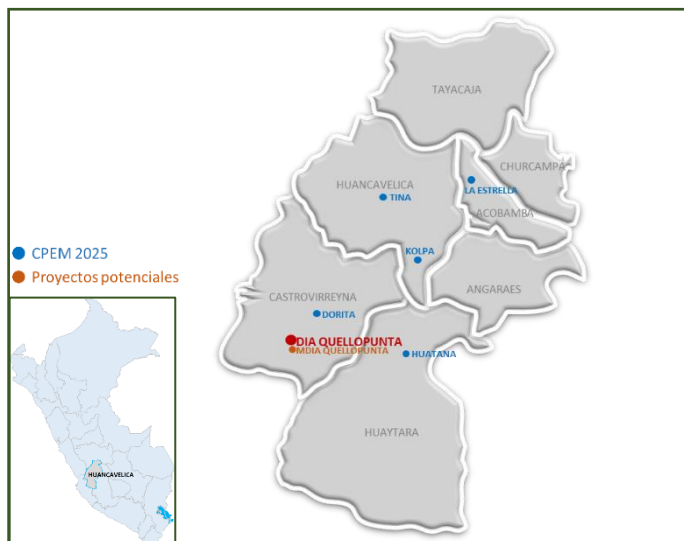 TAYACAJA
CHURCAMPA
HUANCAVELICA
LA ESTRELLA
TINA
ACOBAMBA
KOLPA
CPEM 2025
Proyectos potenciales
ANGARAES
CASTROVIRREYNA
DORITA
DIA QUELLOPUNTA
MDIA QUELLOPUNTA
HUATANA
HUAYTARA
HUANCAVELICA